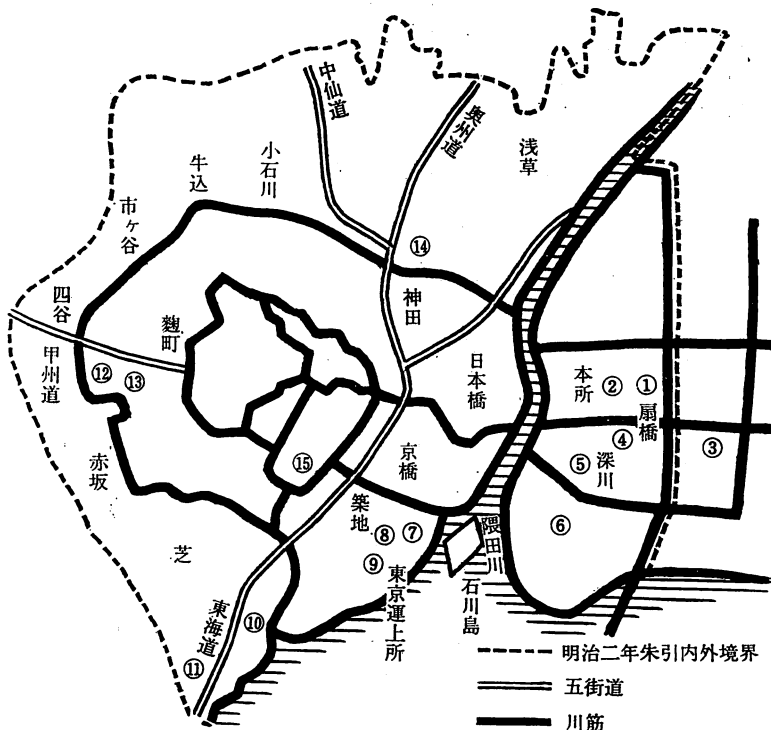 中仙道
奥州道
浅草
小石川
牛込
市ヶ谷
四谷
甲州道
麴町
神田
日本橋
京橋
築地
赤坂
芝
東海道
本所
扇橋
深川
隈田川
石川島
東京運上所
①
②
③
④
⑤
⑥
⑦
⑧
⑨
⑩
⑪
⑫
⑬
⑭
⑮
明治二年朱引内外境界
五街道
川筋